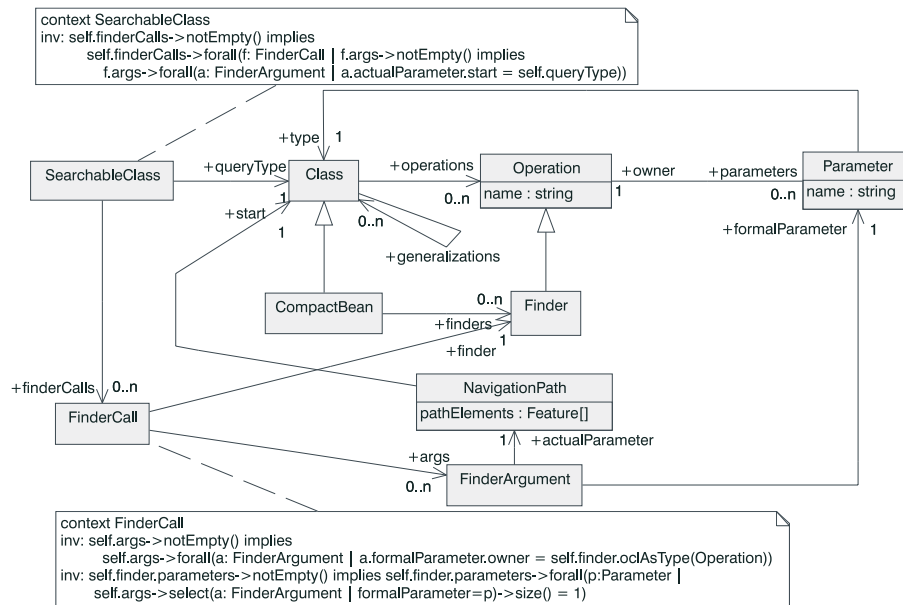 context SearchableClass
inv: self.finderCalls->notEmpty() implies
self.finderCalls->forall(f: FinderCall | f.args->notEmpty() implies
f.args->forall(a: FinderArgument | a.actualParameter.start = self.queryType))
+type 1
SearchableClass
+queryType
1
Class
+operations
0..n
Operation
name : string
+owner
1
+parameters
0..n
Parameter
name : string
+start
1
0..n
+generalizations
+formalParameter 1
CompactBean
0..n
+finders
Finder
+finder 1
+finderCalls 0..n
FinderCall
NavigationPath
pathElements : Feature[]
1 +actualParameter
+args
0..n
FinderArgument
context FinderCall
inv: self.args->notEmpty() implies
self.args->forall(a: FinderArgument | a.formalParameter.owner = self.finder.oclAsType(Operation))
inv: self.finder.parameters->notEmpty() implies self.finder.parameters->forall(p:Parameter |
self.args->select(a: FinderArgument | formalParameter=p)->size() = 1)